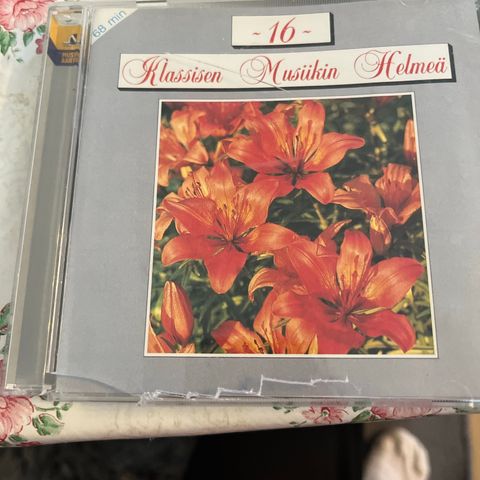 68 min
~16~
Klassisen Musiikin Helmeä